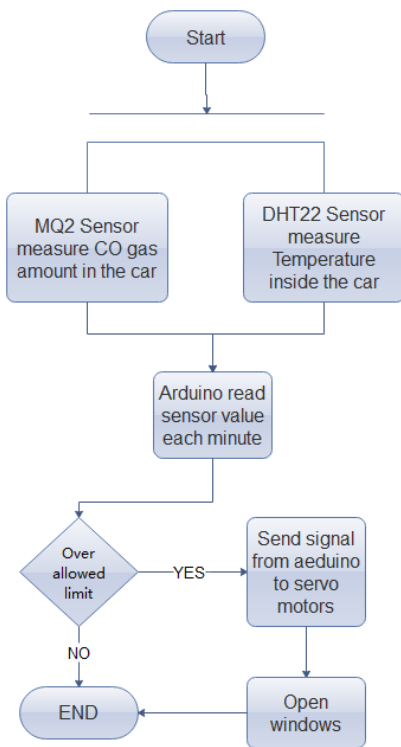 Start
MQ2 Sensor
measure CO gas
amount in the car
DHT22 Sensor
measure
Temperature
inside the car
Arduino read
sensor value
each minute
Over
allowed
limit
YES
Send signal
from aeduino
to servo
motors
NO
END
Open
windows